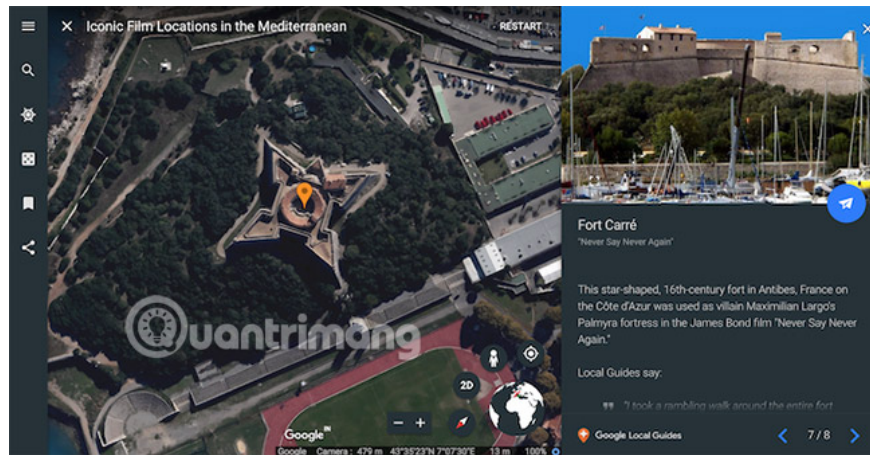 Iconic Film Locations in the Mediterranean
RESTART
Fort Carré
"Never Say Never Again"
This star-shaped, 16th-century fort in Antibes, France on
the Côte d'Azur was used as villain Maximilian Largo's
Palmyra fortress in the James Bond film "Never Say Never
Again."
Local Guides say:
"I took a rambling walk around the entire fort
Google Local Guides
7 / 8
Quantrimang
2D
Google IN
Google Camera : 479 m 43°35'23"N 7°07'30"E 13 m 100%